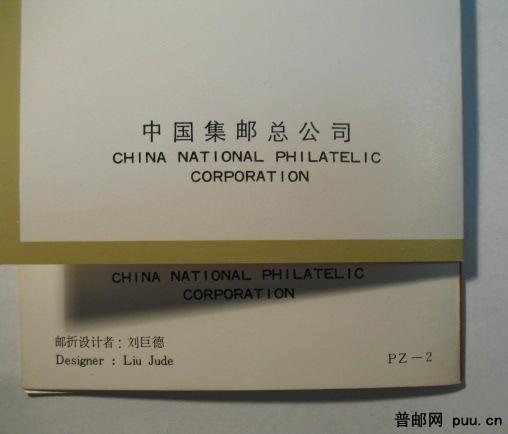 中国集邮总公司
CHINA NATIONAL PHILATELIC
CORPORATION
CHINA NATIONAL PHILATELIC
CORPORATION
邮折设计者：刘巨德
Designer : Liu Jude
PZ－2
普邮网 puu.cn